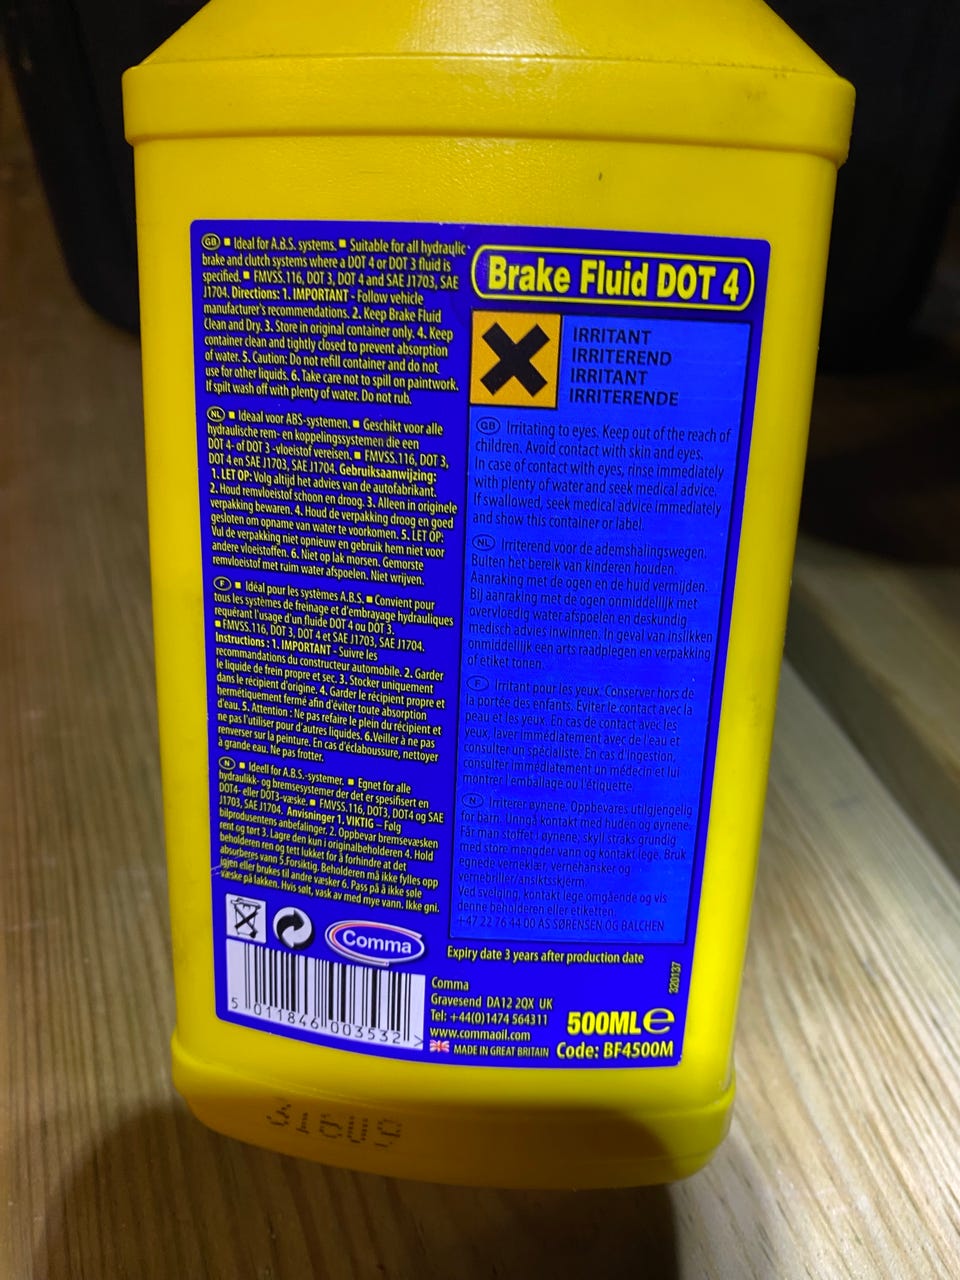 GB ■ Ideal for A.B.S. systems. ■ Suitable for all hydraulic
brake and clutch systems where a DOT 4 or DOT 3 fluid is
specified. ■ FMVSS.116, DOT 3, DOT 4 and SAE J1703, SAE
J1704. Directions: 1. IMPORTANT - Follow vehicle
manufacturer's recommendations. 2. Keep Brake Fluid
Clean and Dry. 3. Store in original container only. 4. Keep
container clean and tightly closed to prevent absorption
of water. 5. Caution: Do not refill container and do not
use for other liquids. 6. Take care not to spill on paintwork.
If spilt wash off with plenty of water. Do not rub.
NL ■ Ideaal voor ABS-systemen. ■ Geschikt voor alle
hydraulische rem- en koppelingssystemen die een
DOT 4- of DOT 3 -vloeistof vereisen. ■ FMVSS.116, DOT 3,
DOT 4 en SAE J1703, SAE J1704. Gebruiksaanwijzing:
1. LET OP: Volg altijd het advies van de autofabrikant.
2. Houd remvloeistof schoon en droog. 3. Alleen in originele
verpakking bewaren. 4. Houd de verpakking droog en goed
gesloten om opname van water te voorkomen. 5. LET OP:
Vul de verpakking niet opnieuw en gebruik hem niet voor
andere vloeistoffen. 6. Niet op lak morsen. Gemorste
remvloeistof met ruim water afspoelen. Niet wrijven.
F ■ Idéal pour les systèmes A.B.S. ■ Convient pour
tous les systèmes de freinage et d'embrayage hydrauliques
requérant l'usage d'un fluide DOT 4 ou DOT 3.
■ FMVSS.116, DOT 3, DOT 4 et SAE J1703, SAE J1704.
Instructions : 1. IMPORTANT - Suivre les
recommandations du constructeur automobile. 2. Garder
le liquide de frein propre et sec. 3. Stocker uniquement
dans le récipient d'origine. 4. Garder le récipient propre et
hermétiquement fermé afin d'éviter toute absorption
d'eau. 5. Attention : Ne pas refaire le plein du récipient et
ne pas l'utiliser pour d'autres liquides. 6.Veiller à ne pas
renverser sur la peinture. En cas d'éclaboussure, nettoyer
à grande eau. Ne pas frotter.
N ■ Ideell for A.B.S.-systemer. ■ Egnet for alle
hydraulikk- og bremsesystemer der det er spesifisert en
DOT4- eller DOT3-væske. ■ FMVSS.116, DOT3, DOT4 og SAE
J1703, SAE J1704. Anvisninger 1. VIKTIG – Følg
bilprodusentens anbefalinger. 2. Oppbevar bremsevæsken
rent og tørt 3. Lagre den kun i originalbeholderen 4. Hold
beholderen ren og tett lukket for å forhindre at det
absorberes vann 5.Forsiktig. Beholderen må ikke fylles opp
igjen eller brukes til andre væsker 6. Pass på å ikke søle
væske på lakken. Hvis sølt, vask av med mye vann. Ikke gni.
Comma
5 011846 003532 >
Brake Fluid DOT 4
IRRITANT
IRRITEREND
IRRITANT
IRRITERENDE
GB Irritating to eyes. Keep out of the reach of
children. Avoid contact with skin and eyes.
In case of contact with eyes, rinse immediately
with plenty of water and seek medical advice.
If swallowed, seek medical advice immediately
and show this container or label.
NL Irriterend voor de ademshalingswegen.
Buiten het bereik van kinderen houden.
Aanraking met de ogen en de huid vermijden.
Bij aanraking met de ogen onmiddellijk met
overvloedig water afspoelen en deskundig
medisch advies inwinnen. In geval van inslikken
onmiddellijk een arts raadplegen en verpakking
of etiket tonen.
F Irritant pour les yeux. Conserver hors de
la portée des enfants. Eviter le contact avec la
peau et les yeux. En cas de contact avec les
yeux, laver immédiatement avec de l'eau et
consulter un spécialiste. En cas d'ingestion,
consulter immédiatement un médecin et lui
montrer l'emballage ou l'étiquette.
N Irriterer øynene. Oppbevares utilgjengelig
for barn. Unngå kontakt med huden og øynene.
Får man stoffet i øynene, skyll straks grundig
med store mengder vann og kontakt lege. Bruk
egnede verneklær, vernehansker og
vernebriller/ansiktsskjerm.
Ved svelging, kontakt lege omgående og vis
denne beholderen eller etiketten.
+47 22 76 44 00 AS SØRENSEN OG BALCHEN
Expiry date 3 years after production date
Comma
Gravesend DA12 2QX UK
Tel: +44(0)1474 564311
www.commaoil.com
MADE IN GREAT BRITAIN
500ML e
Code: BF4500M
320137